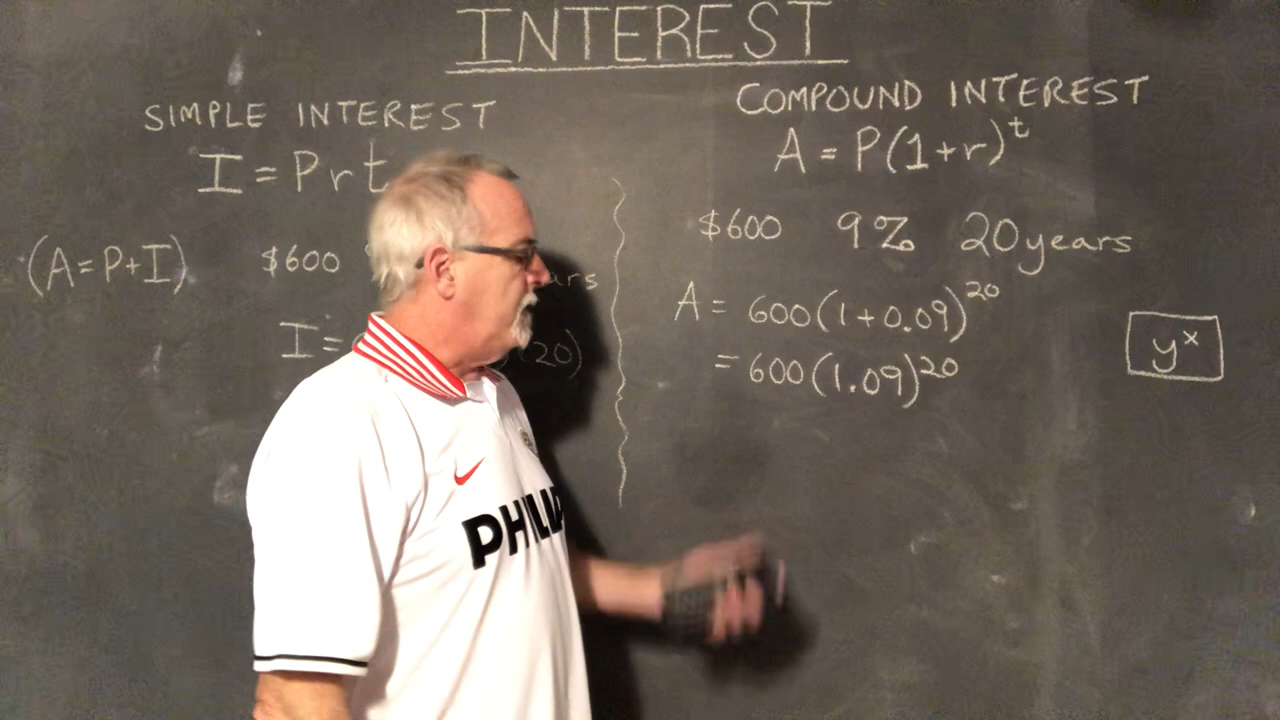 INTEREST
SIMPLE INTEREST
I = Prt
(A=P+I) $600
I =
20)
COMPOUND INTEREST
A = P(1+r)^t
$600 9% 20 years
A = 600(1+0.09)^20
= 600(1.09)^20
y^x